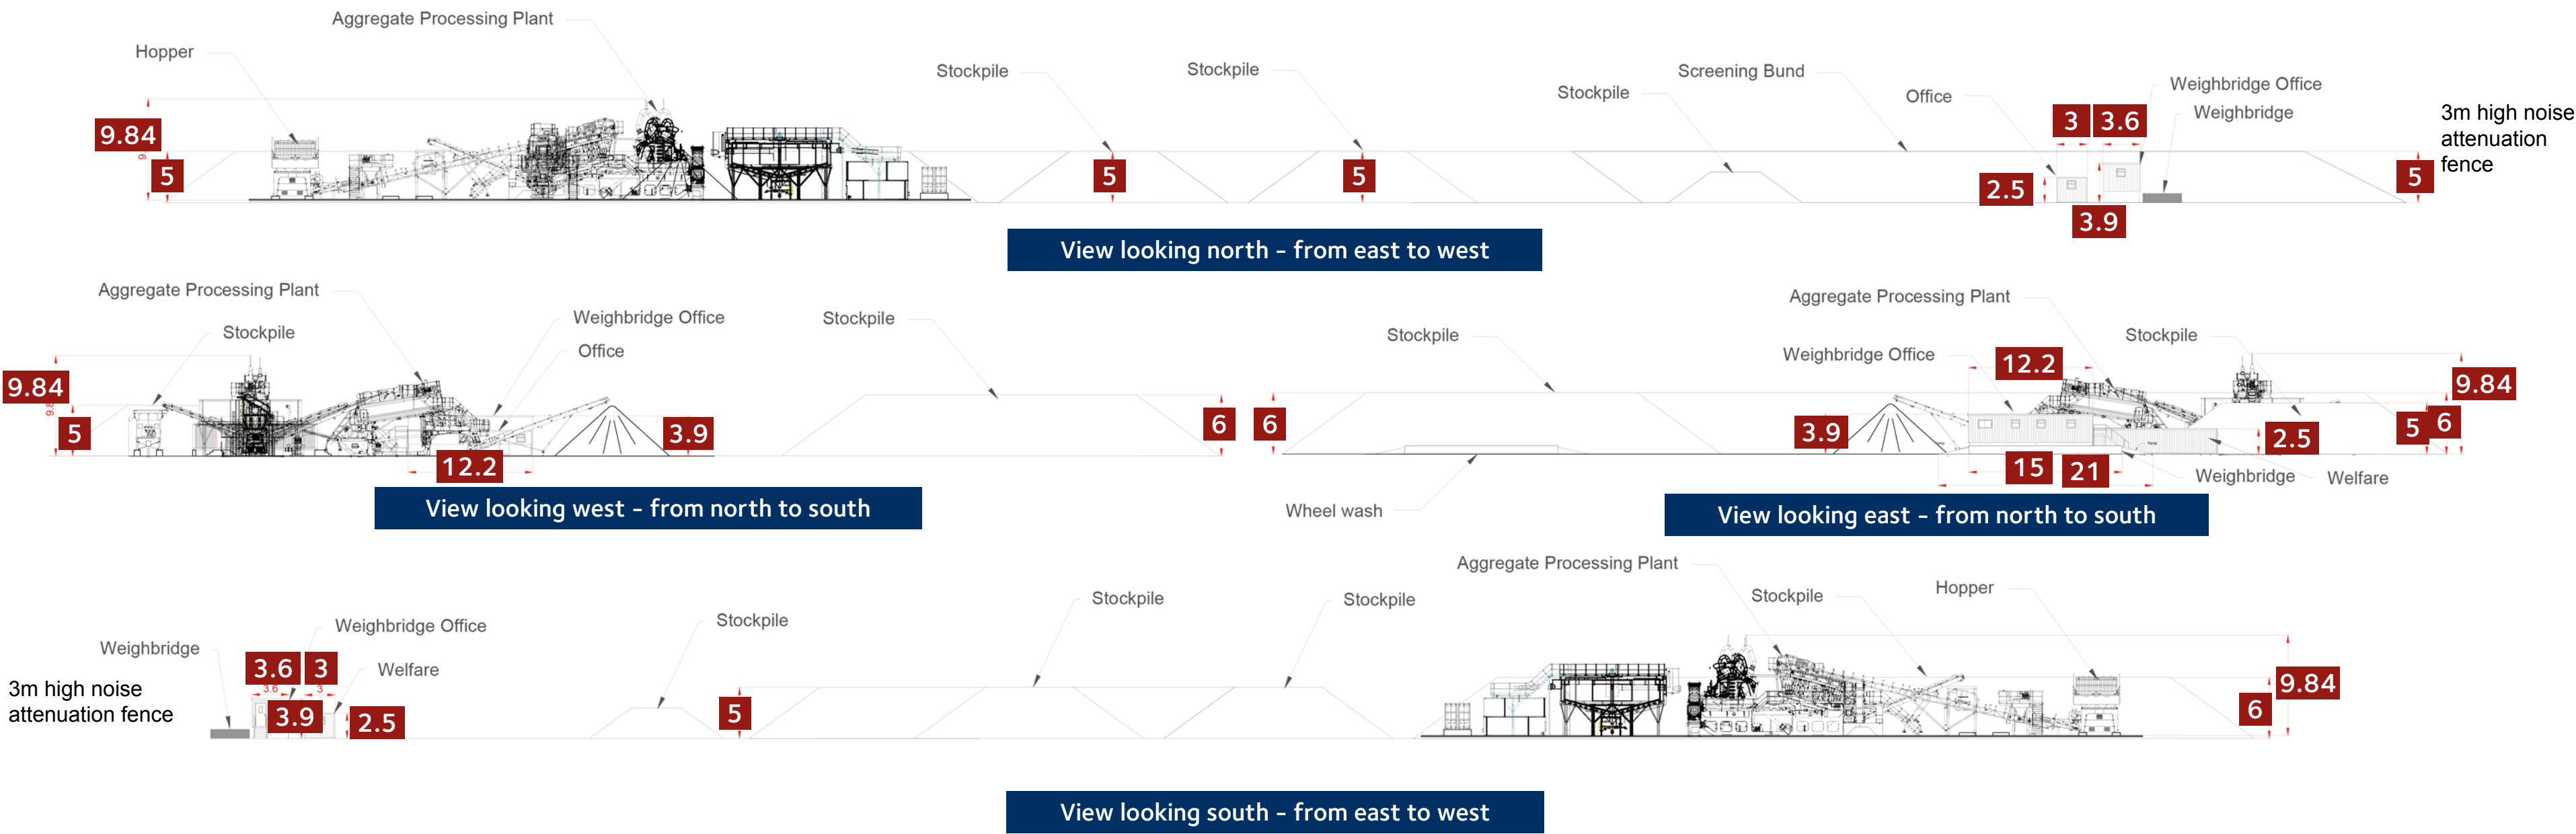 Aggregate Processing Plant
Hopper
Stockpile
Stockpile
Stockpile
Screening Bund
Office
Weighbridge Office
Weighbridge
3m high noise
attenuation
fence
9.84
9
5
5
5
3
3.6
2.5
3.9
5
View looking north - from east to west
Aggregate Processing Plant
Stockpile
Weighbridge Office
Office
Stockpile
9.84
9.8
5
3.9
12.2
6
View looking west - from north to south
Stockpile
Aggregate Processing Plant
Weighbridge Office
Stockpile
12.2
9.84
6
3.9
2.5
5
6
15
21
Weighbridge
Welfare
Wheel wash
View looking east - from north to south
Aggregate Processing Plant
Stockpile
Hopper
Stockpile
Stockpile
Stockpile
Weighbridge Office
Weighbridge
Welfare
3m high noise
attenuation fence
3.6
3
3.6
3
3.9
2.5
5
9.84
6
View looking south - from east to west